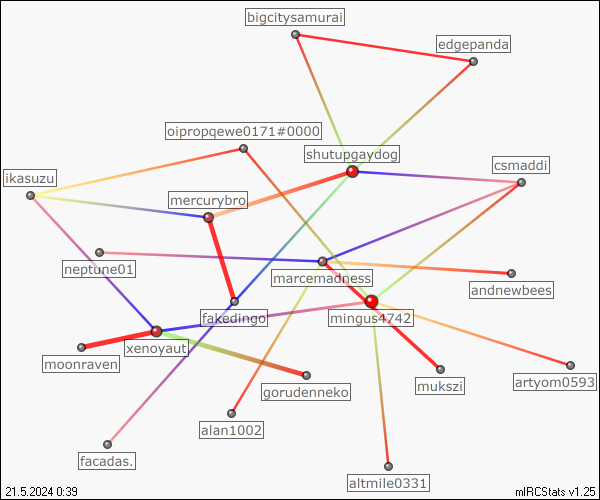 bigcitysamurai
edgepanda
oipropqewe0171#0000
shutupgaydog
csmaddi
ikasuzu
mercurybro
neptune01
marcemadness
andnewbees
fakedingo
mingus4742
xenoyaut
moonraven
gorudenneko
mukszi
artyom0593
alan1002
facadas.
altmile0331
21.5.2024 0:39
mIRCStats v1.25